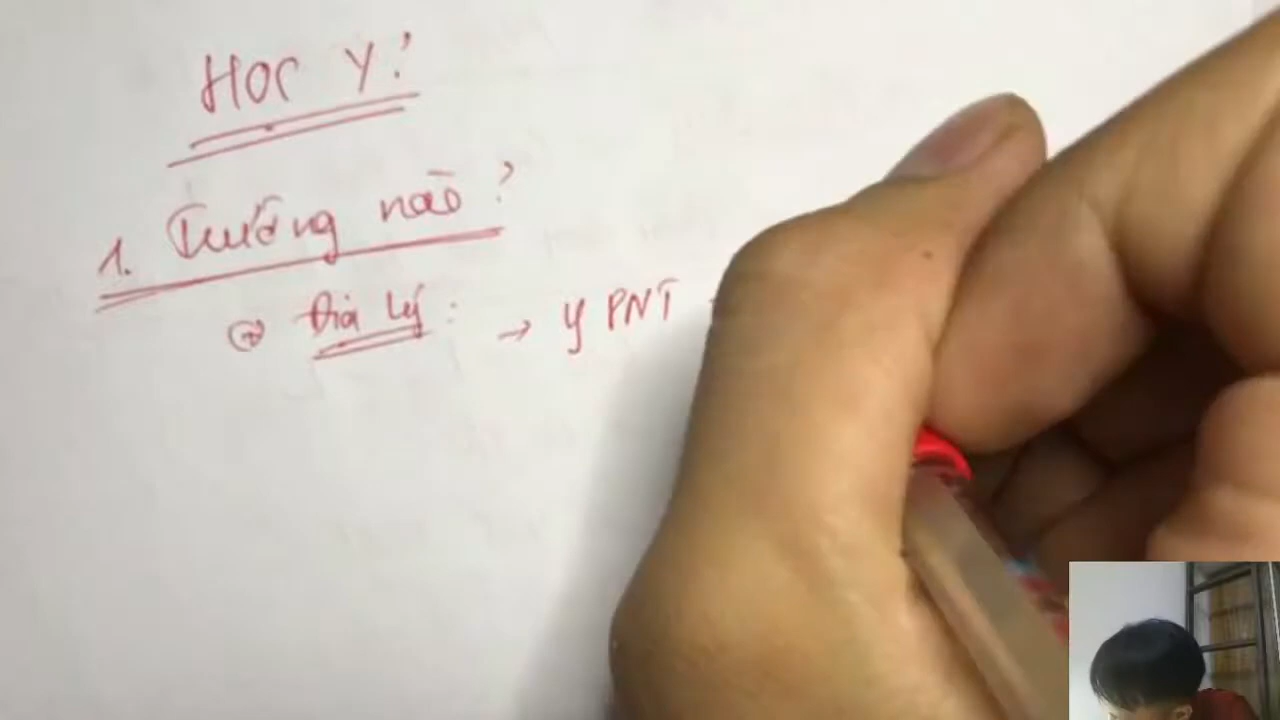 HỌC Y?
1. Trường nào?
Địa lý: → Y PNT